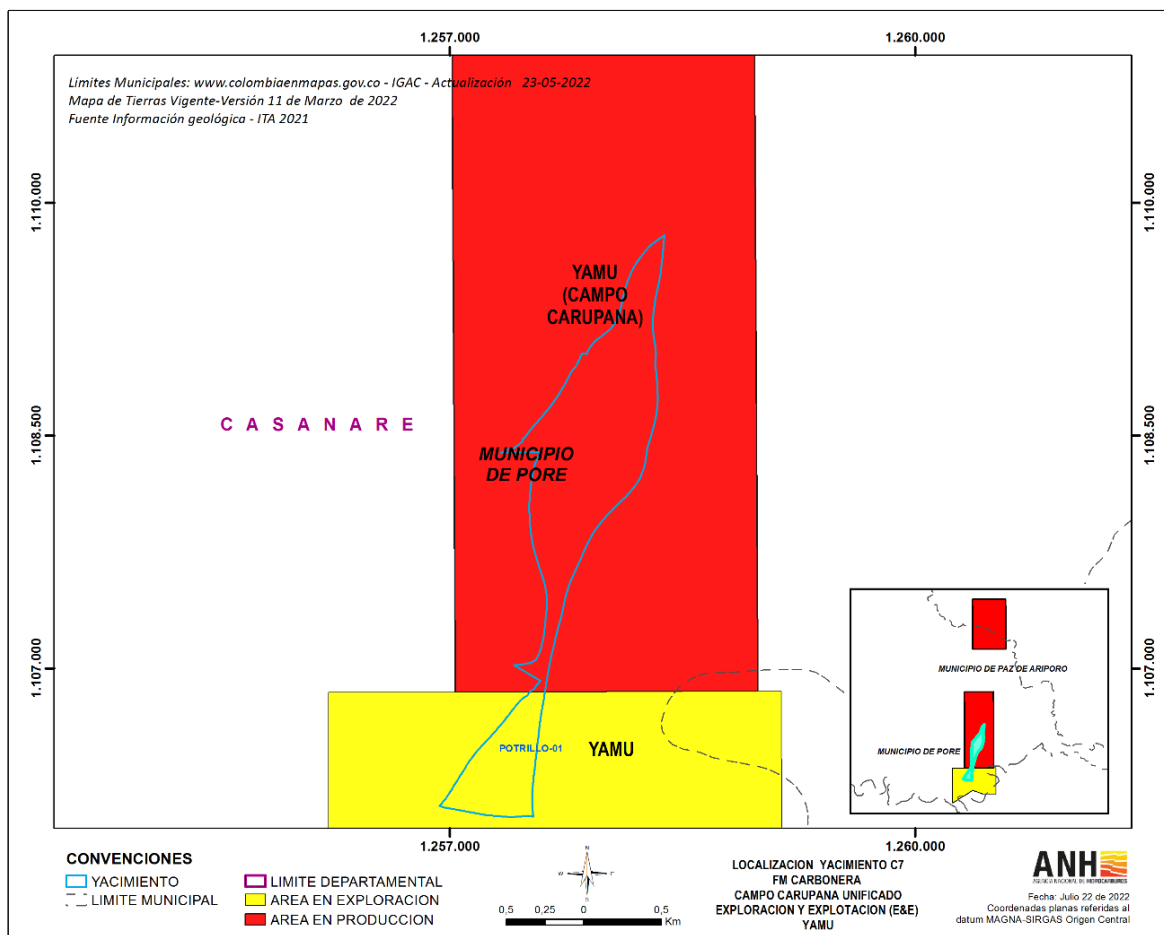 1.257.000
1.260.000
Límites Municipales: www.colombiaenmapas.gov.co - IGAC - Actualización 23-05-2022
Mapa de Tierras Vigente-Versión 11 de Marzo de 2022
Fuente Información geológica - ITA 2021
1.110.000
1.110.000
YAMU
(CAMPO
CARUPANA)
CASANARE
1.108.500
1.108.500
MUNICIPIO
DE PORE
1.107.000
1.107.000
POTRILLO-01
YAMU
MUNICIPIO DE PAZ DE ARIPORO
MUNICIPIO DE PORE
1.257.000
1.260.000
CONVENCIONES
YACIMIENTO
LIMITE MUNICIPAL
LIMITE DEPARTAMENTAL
AREA EN EXPLORACION
AREA EN PRODUCCION
N
W
E
S
0,5 0,25 0 0,5
Km
LOCALIZACION YACIMIENTO C7
FM CARBONERA
CAMPO CARUPANA UNIFICADO
EXPLORACION Y EXPLOTACION (E&E)
YAMU
ANH
AGENCIA NACIONAL DE HIDROCARBUROS
Fecha: Julio 22 de 2022
Coordenadas planas referidas al
datum MAGNA-SIRGAS Origen Central